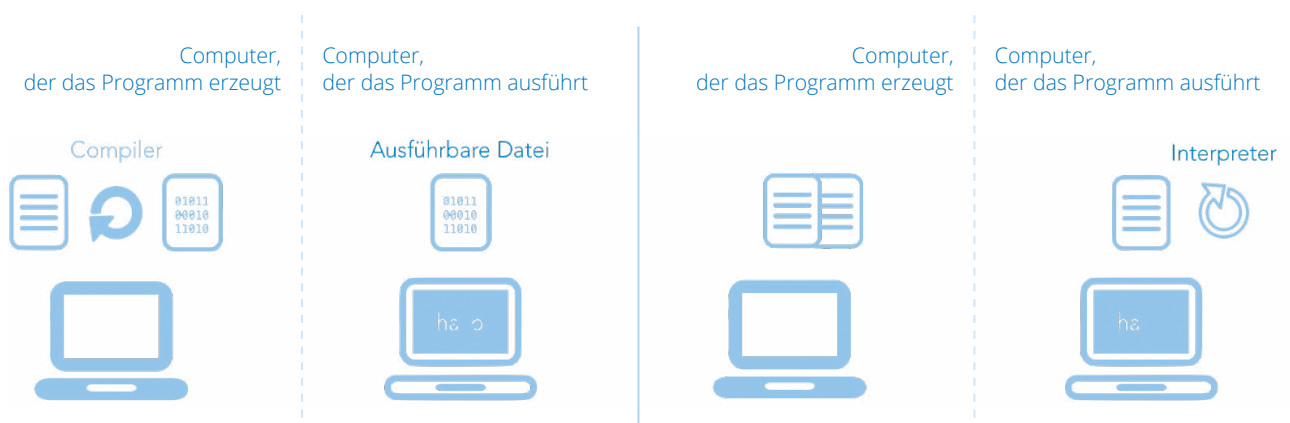 Computer,
der das Programm erzeugt
Computer,
der das Programm ausführt
Computer,
der das Programm erzeugt
Computer,
der das Programm ausführt
Compiler
Ausführbare Datei
Interpreter
01011
00010
11010
01011
00010
11010